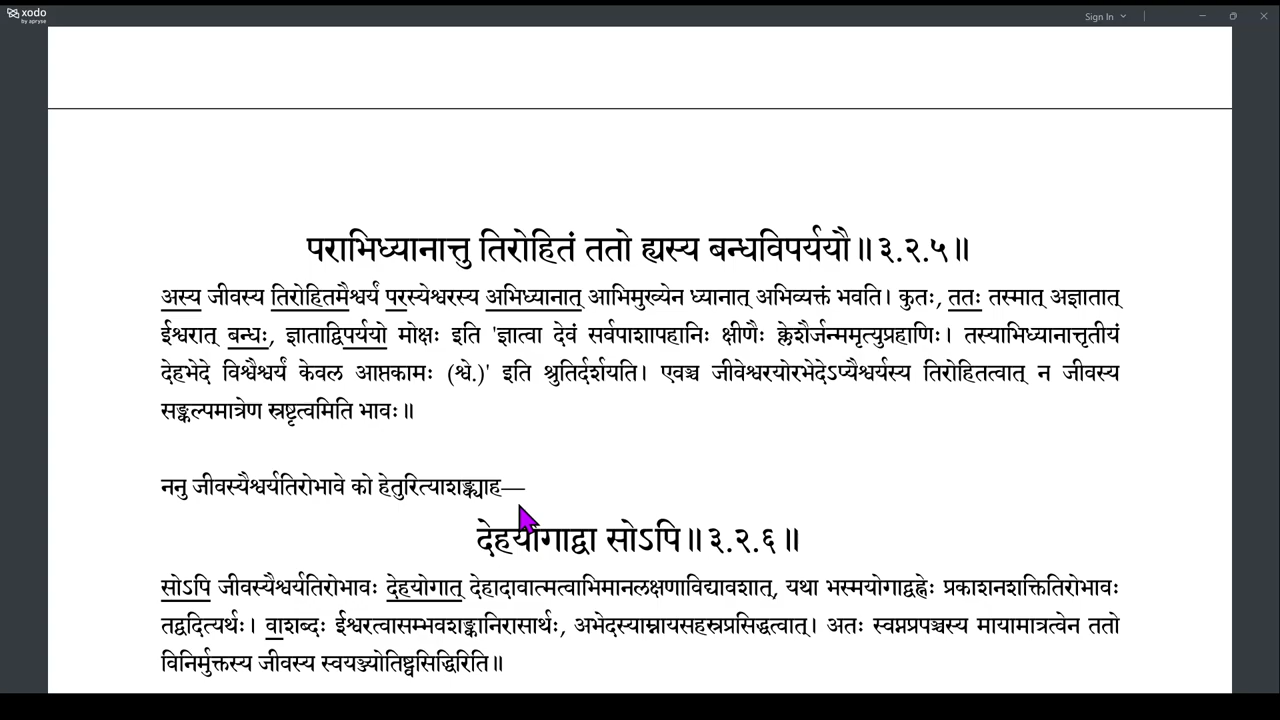 xodo
by apryse
Sign In
पराभिध्यानात्तु तिरोहितं ततो ह्यस्य बन्धविपर्ययौ॥३.२.५॥
अस्य जीवस्य तिरोहितमैश्वर्यं परस्येश्वरस्य अभिध्यानात् आभिमुख्येन ध्यानात् अभिव्यक्तं भवति। कुतः, ततः तस्मात् अज्ञातात्
ईश्वरात् बन्धः, ज्ञाताद्विपर्ययो मोक्षः इति 'ज्ञात्वा देवं सर्वपाशापहानिः क्षीणैः क्लेशैर्जन्ममृत्युप्रहाणिः। तस्याभिध्यानात्तृतीयं
देहभेदे विश्वैश्वर्यं केवल आप्तकामः (श्वे.)' इति श्रुतिर्दर्शयति। एवञ्च जीवेश्वरयोरभेदेऽप्यैश्वर्यस्य तिरोहितत्वात् न जीवस्य
सङ्कल्पमात्रेण स्रष्टृत्वमिति भावः॥
ननु जीवस्यैश्वर्यतिरोभावे को हेतुरित्याशङ्क्याह—
देहयोगाद्वा सोऽपि॥३.२.६॥
सोऽपि जीवस्यैश्वर्यतिरोभावः देहयोगात् देहादावात्मत्वाभिमानलक्षणाविद्यावशात्, यथा भस्मयोगाद्वह्नेः प्रकाशनशक्तितिरोभावः
तद्वदित्यर्थः। वाशब्दः ईश्वरत्वासम्भवशङ्कानिरासार्थः, अभेदस्याम्नायसहस्रप्रसिद्धत्वात्। अतः स्वप्नप्रपञ्चस्य मायामात्रत्वेन ततो
विनिर्मुक्तस्य जीवस्य स्वयञ्ज्योतिष्ट्वसिद्धिरिति॥